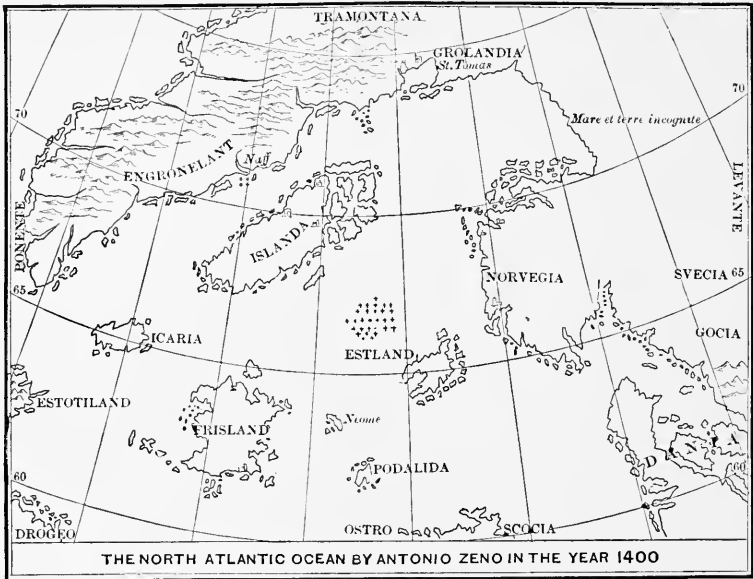 TRAMONTANA
GROLANDIA
St. Tomas
70
70
Mare et terre incognite
ENGRONELANT
Naff
LEVANTE
PONENTE
ISLANDA
NORVEGIA
SVECIA 65
65
GOCIA
ICARIA
ESTLAND
ESTOTILAND
FRISLAND
Neome
DANIA
PODALIDA
60
60
DROGEO
OSTRO
SCOCIA
THE NORTH ATLANTIC OCEAN BY ANTONIO ZENO IN THE YEAR 1400